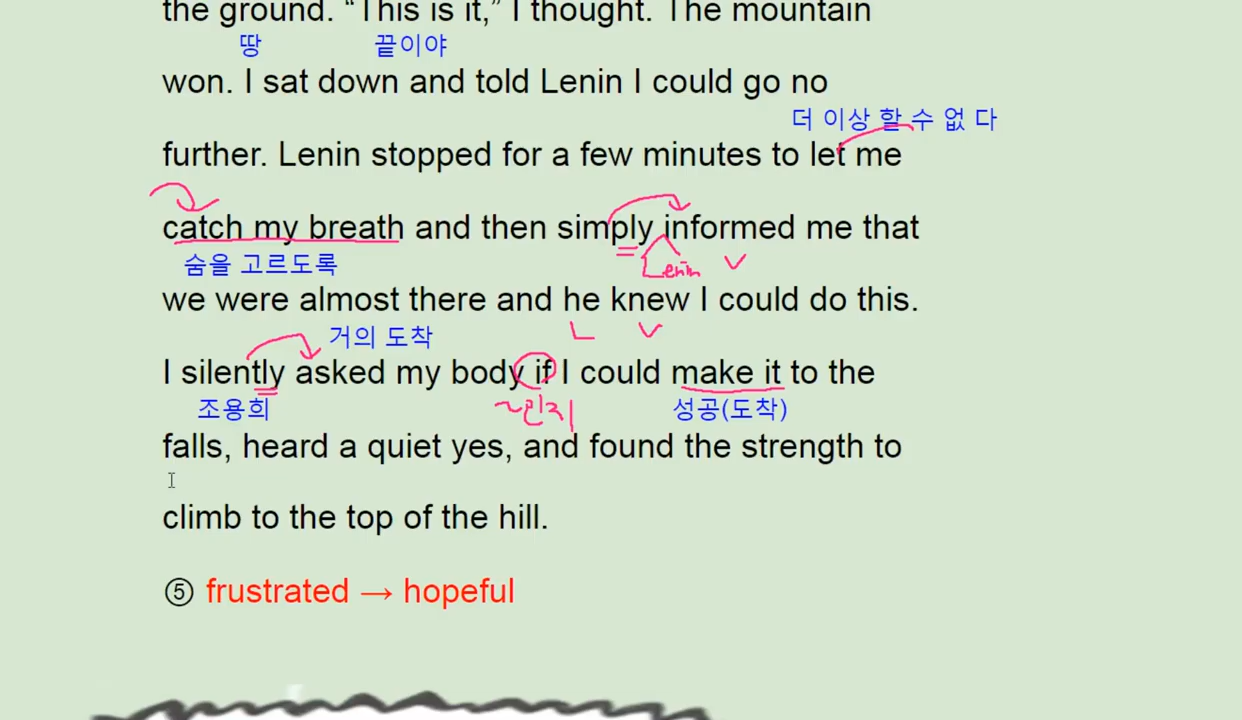 the ground. “This is it,” I thought. The mountain
땅 끝이야
won. I sat down and told Lenin I could go no
더 이상 할 수 없 다
further. Lenin stopped for a few minutes to let me
catch my breath and then simply informed me that
숨을 고르도록 Lenin V
we were almost there and he knew I could do this.
거의 도착 L V
I silently asked my body if I could make it to the
조용희 ~인지 성공(도착)
falls, heard a quiet yes, and found the strength to
climb to the top of the hill.
⑤ frustrated → hopeful